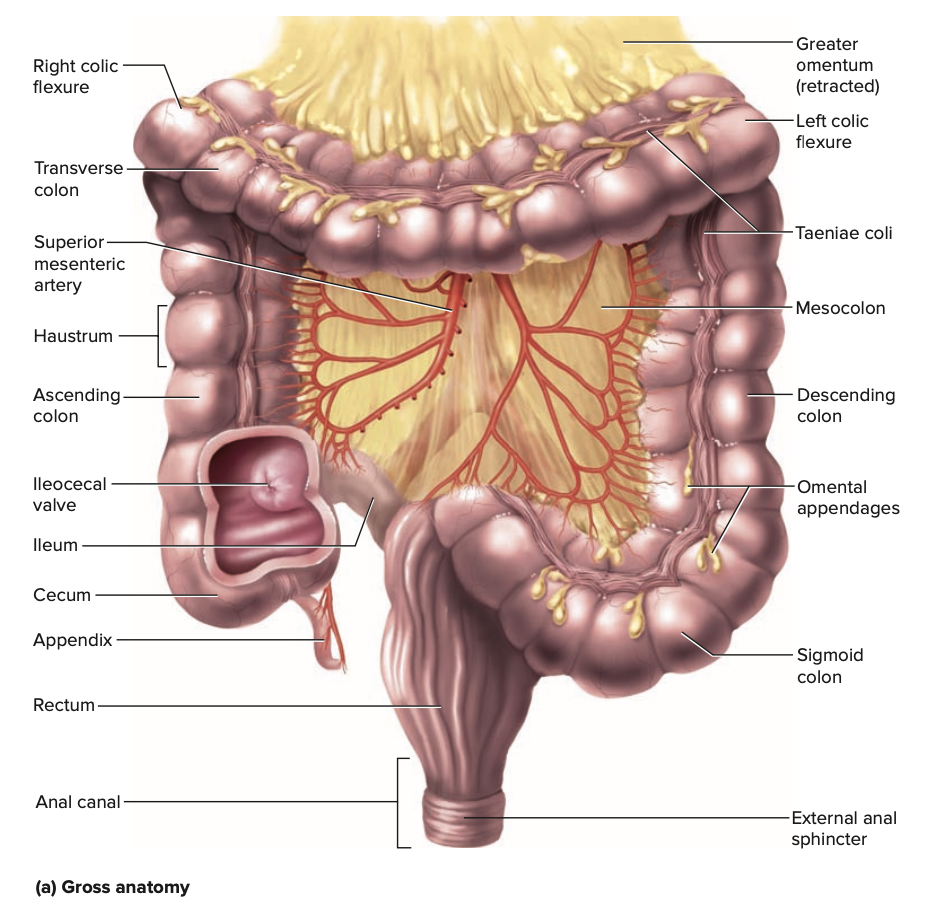 Right colic
flexure
Transverse
colon
Superior
mesenteric
artery
Haustrum
Ascending
colon
Ileocecal
valve
Ileum
Cecum
Appendix
Rectum
Anal canal
Greater
omentum
(retracted)
Left colic
flexure
Taeniae coli
Mesocolon
Descending
colon
Omental
appendages
Sigmoid
colon
External anal
sphincter
(a) Gross anatomy